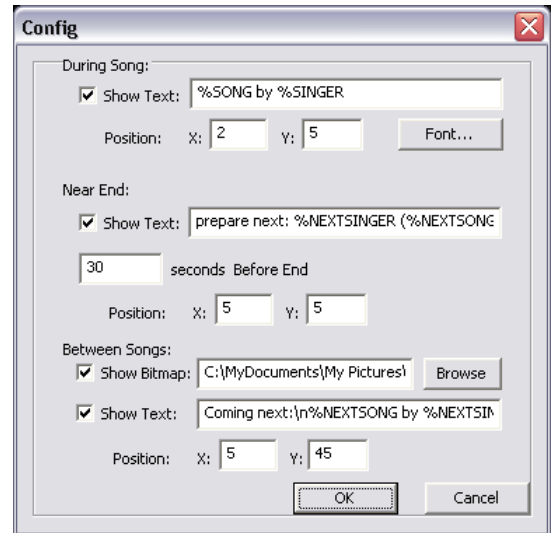 Config
During Song:
Show Text: %SONG by %SINGER
Position: X: 2 Y: 5 Font...
Near End:
Show Text: prepare next: %NEXTSINGER (%NEXTSONG
30 seconds Before End
Position: X: 5 Y: 5
Between Songs:
Show Bitmap: C:\MyDocuments\My Pictures\ Browse
Show Text: Coming next:\n%NEXTSONG by %NEXTSIN
Position: X: 5 Y: 45
OK Cancel